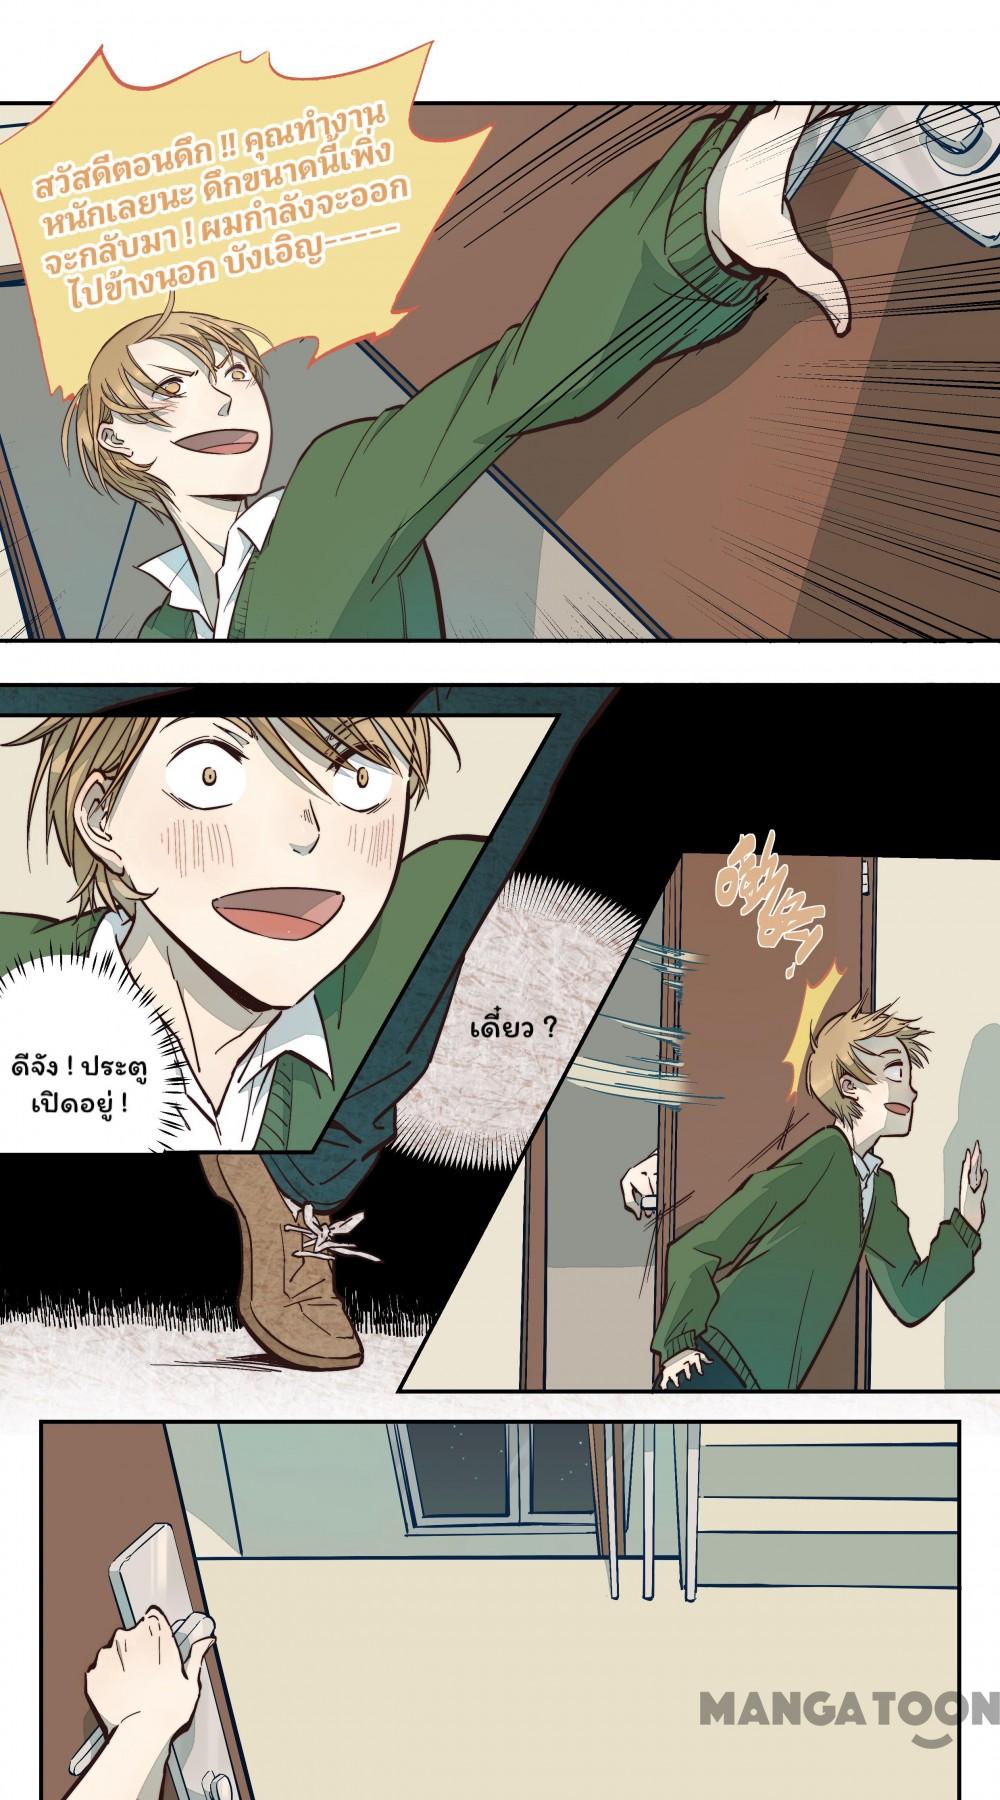 สวัสดีตอนดึก !! คุณทำงาน
หนักเลยนะ ดึกขนาดนี้เพิ่ง
จะกลับมา ! ผมกำลังจะออก
ไปข้างนอก บังเอิญ-----
ดีจัง ! ประตู
เปิดอยู่ !
เดี๋ยว ?
MANGATOON